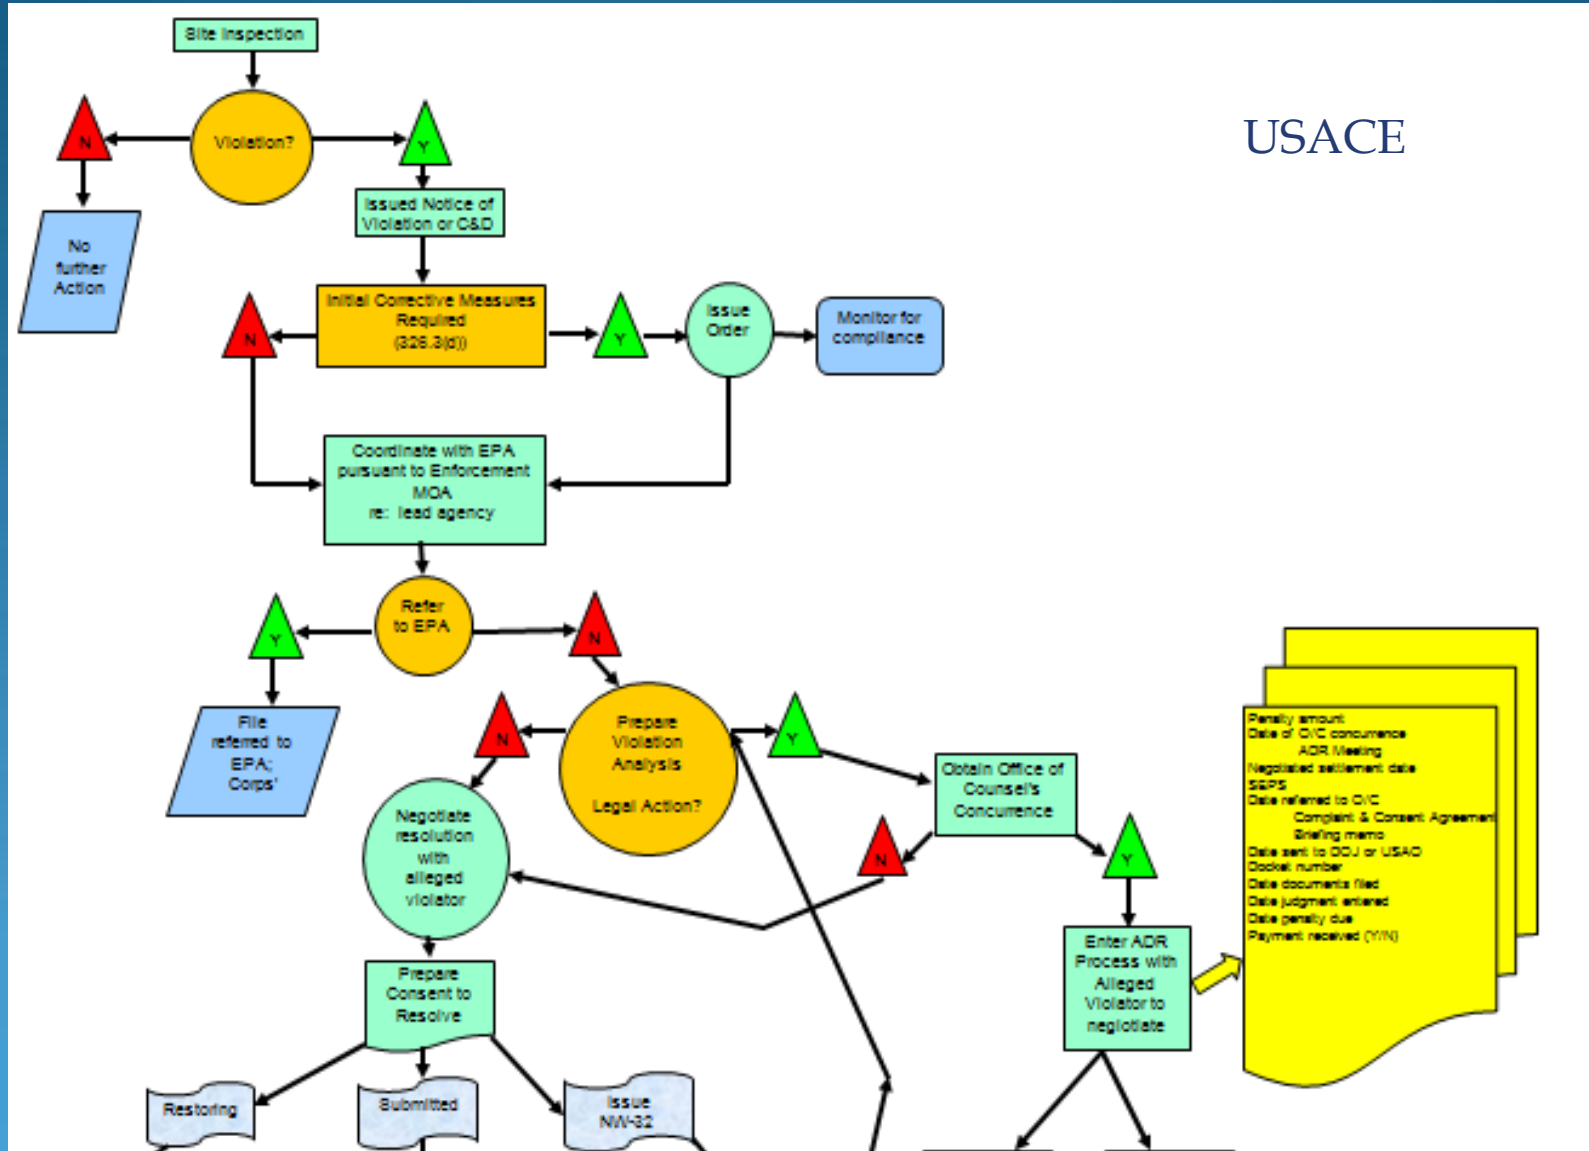 Site Inspection
USACE
N
Violation?
Y
Issued Notice of
Violation or C&D
No
further
Action
Initial Corrective Measures
Required
(326.3(d))
N
Y
Issue
Order
Monitor for
compliance
Coordinate with EPA
pursuant to Enforcement
MOA
re: lead agency
Refer
to EPA
Y
N
File
referred to
EPA;
Corps'
N
Prepare
Violation
Analysis
Legal Action?
Y
Obtain Office of
Counsel's
Concurrence
N
Y
Negotiate
resolution
with
alleged
violator
Penalty amount
Date of O/C concurrence
ADR Meeting
Negotiated settlement date
SEPS
Date referred to O/C
Complaint & Consent Agreement
Briefing memo
Date sent to DOJ or USAO
Docket number
Date documents filed
Date judgment entered
Date penalty due
Payment received (Y/N)
Enter ADR
Process with
Alleged
Violator to
negiotiate
Prepare
Consent to
Resolve
Restoring
Submitted
Issue
NW-32